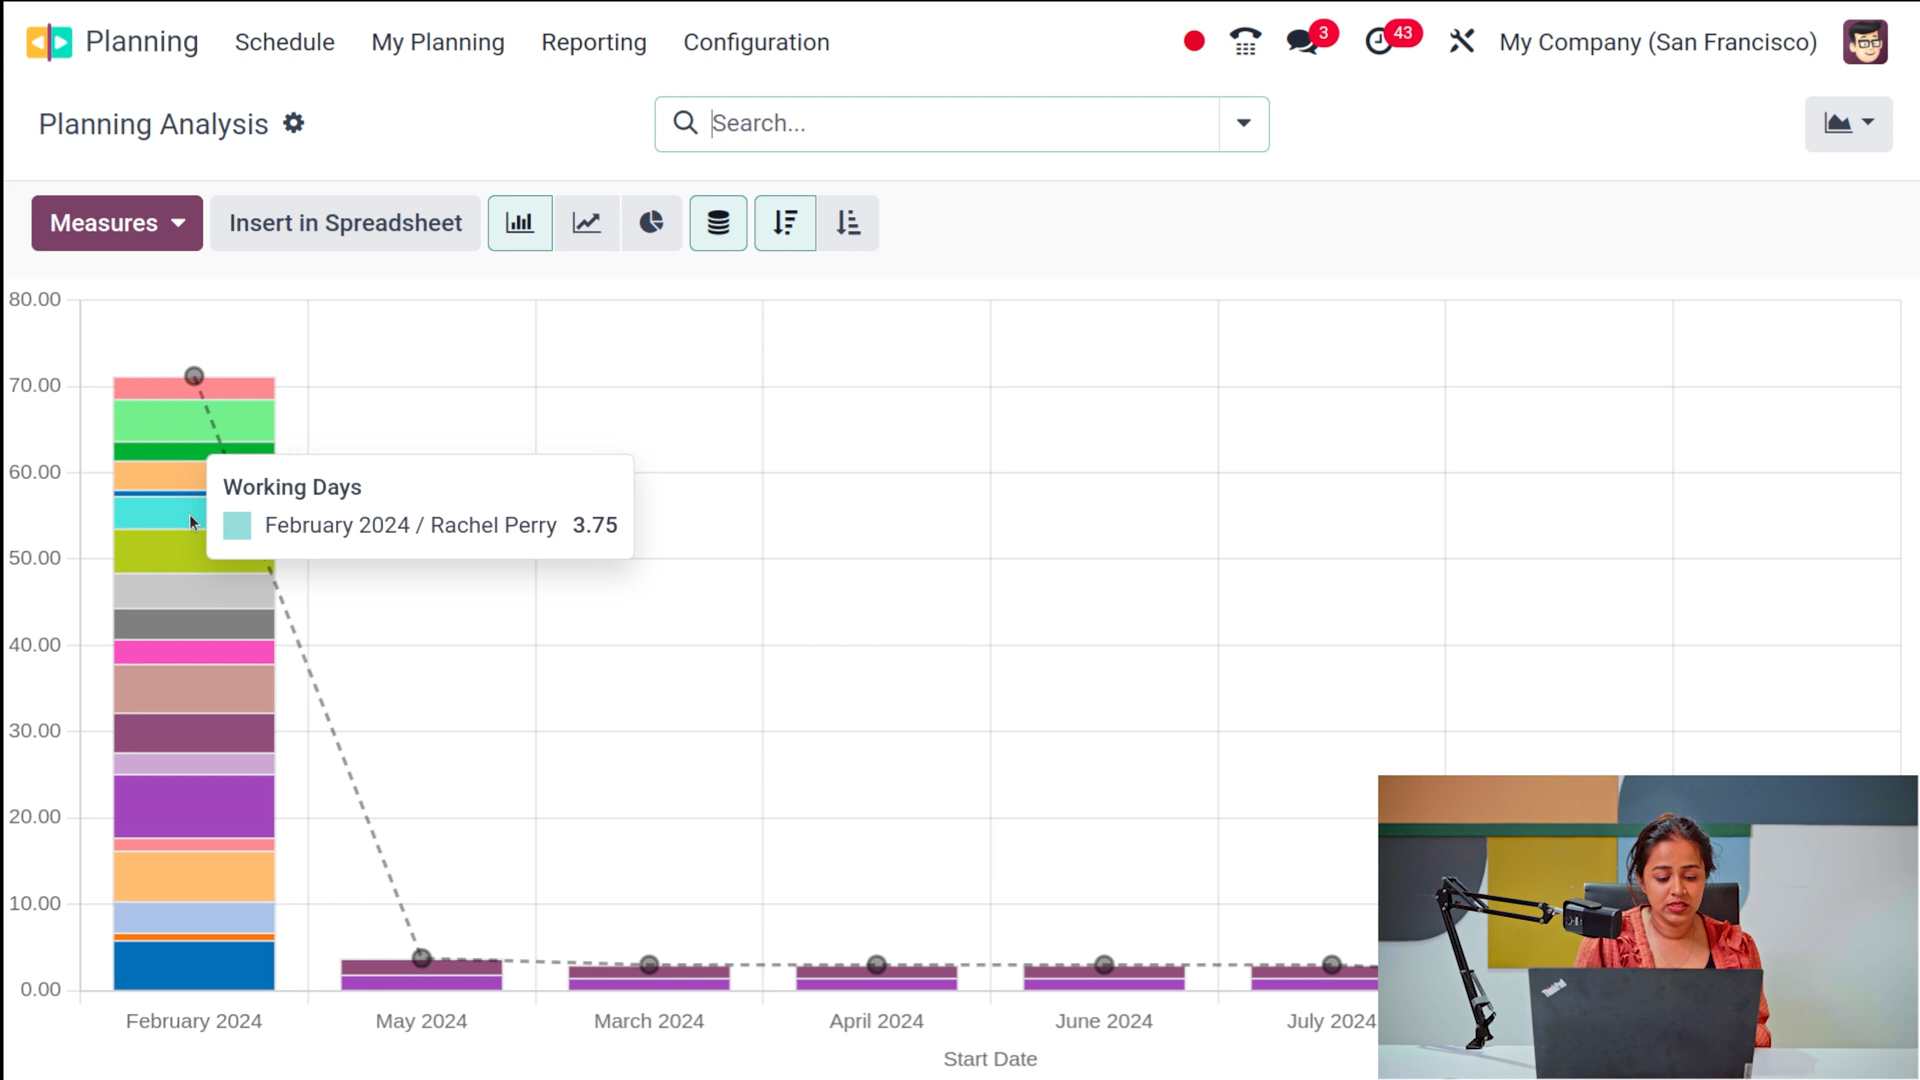 Planning Schedule My Planning Reporting Configuration 3 43 My Company (San Francisco)
Planning Analysis Search...
Measures Insert in Spreadsheet
80.00
70.00
60.00
Working Days
February 2024 / Rachel Perry 3.75
50.00
40.00
30.00
20.00
10.00
0.00
February 2024 May 2024 March 2024 April 2024 June 2024 July 2024
Start Date
ThinkPad